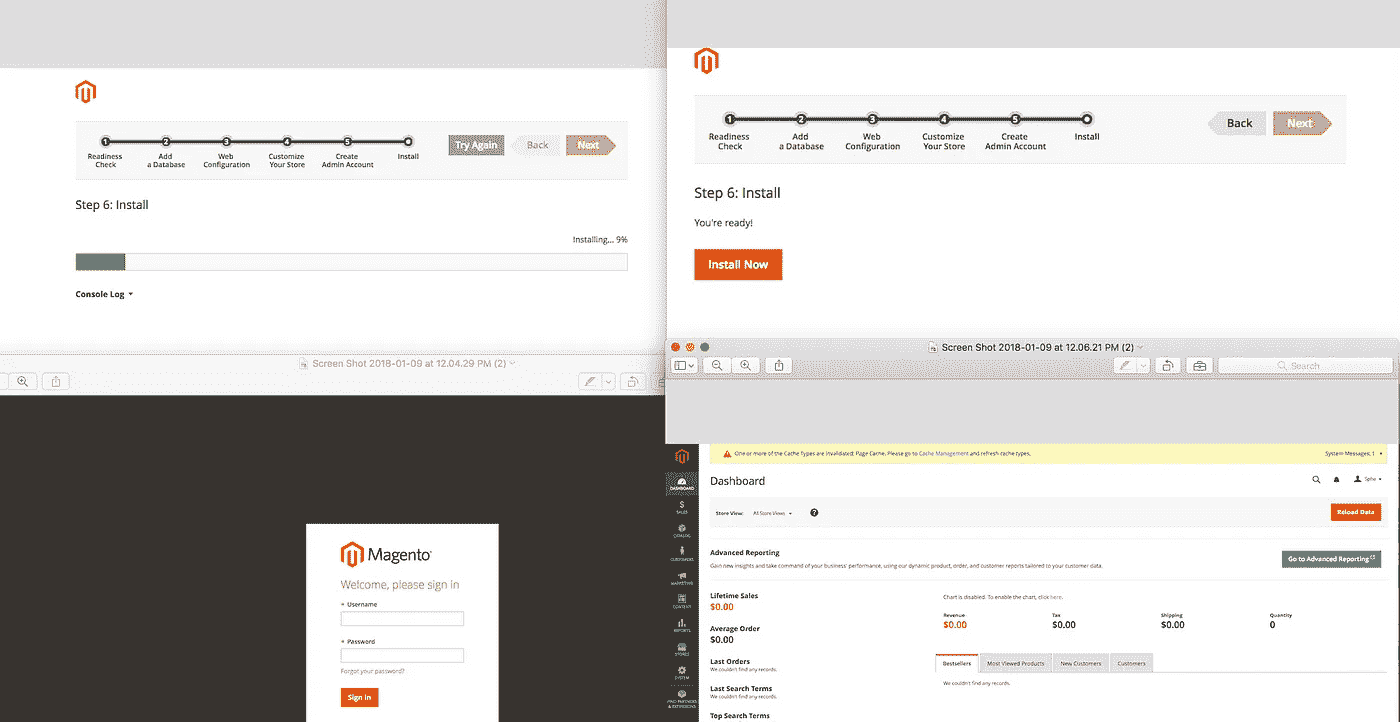 1 2 3 4 5
Readiness Check
Add a Database
Web Configuration
Customize Your Store
Create Admin Account
Install
Try Again
Back
Next
Step 6: Install
Installing... 9%
Console Log
1 2 3 4 5
Readiness Check
Add a Database
Web Configuration
Customize Your Store
Create Admin Account
Install
Back
Next
Step 6: Install
You're ready!
Install Now
Screen Shot 2018-01-09 at 12.04.29 PM (2)
Magento
Welcome, please sign in
* Username
* Password
Forgot your password?
Sign in
Screen Shot 2018-01-09 at 12.06.21 PM (2)
Search
One or more of the Cache Types are Invalidated: Page Cache. Please go to Cache Management and refresh cache types.
System Messages: 1
DASHBOARD
SALES
CATALOG
CUSTOMERS
MARKETING
CONTENT
REPORTS
STORES
SYSTEM
& EXTENSIONS
Dashboard
Store View:
All Store Views
?
Reload Data
Advanced Reporting
Gain new insights and take command of your business' performance, using our dynamic product, order, and customer reports tailored to your customer data.
Go to Advanced Reporting
Lifetime Sales
$0.00
Average Order
$0.00
Last Orders
We couldn't find any records.
Last Search Terms
We couldn't find any records.
Top Search Terms
Chart is disabled. To enable the chart, click here.
Revenue
$0.00
Tax
$0.00
Shipping
$0.00
Quantity
0
Bestsellers
Most Viewed Products
New Customers
Customers
We couldn't find any records.